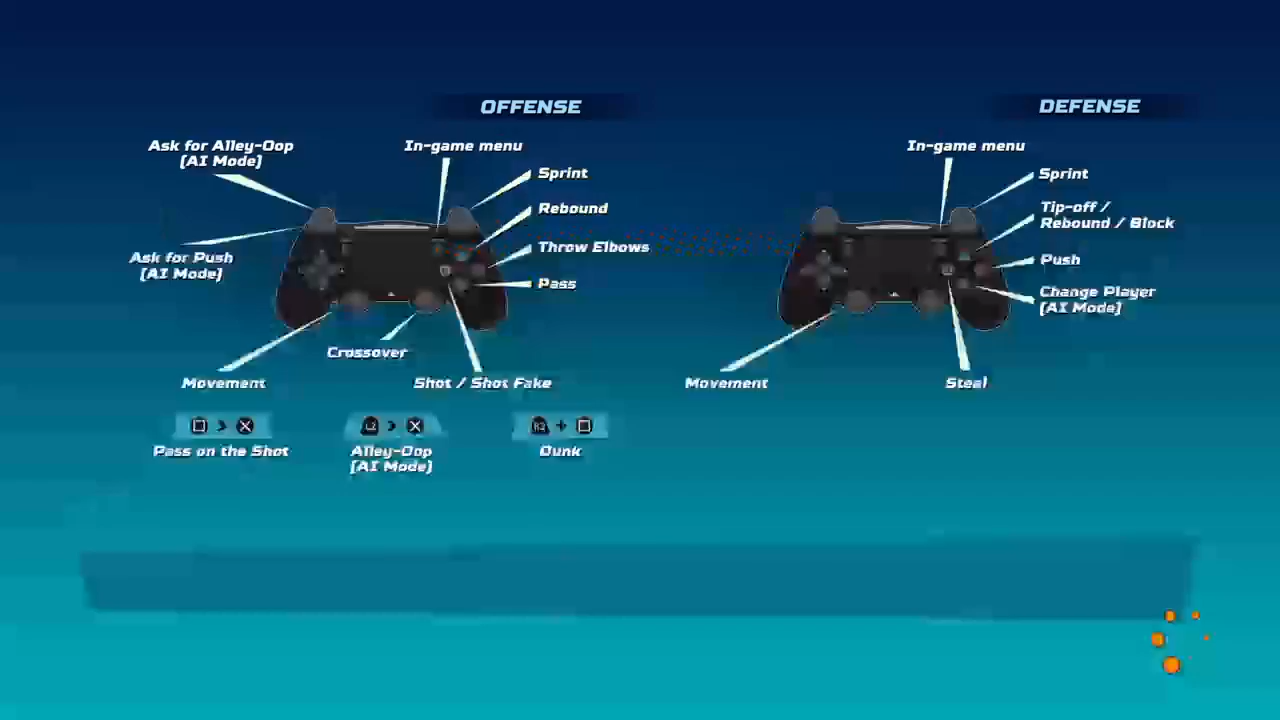 OFFENSE
Ask for Alley-Oop
[AI Mode]
In-game menu
Sprint
Rebound
Throw Elbows
Ask for Push
[AI Mode]
Pass
Crossover
Movement
Shot / Shot Fake
> 
Pass on the Shot
L2 >
Alley-Oop
[AI Mode]
R2 +
Dunk
DEFENSE
In-game menu
Sprint
Tip-off /
Rebound / Block
Push
Change Player
[AI Mode]
Movement
Steal